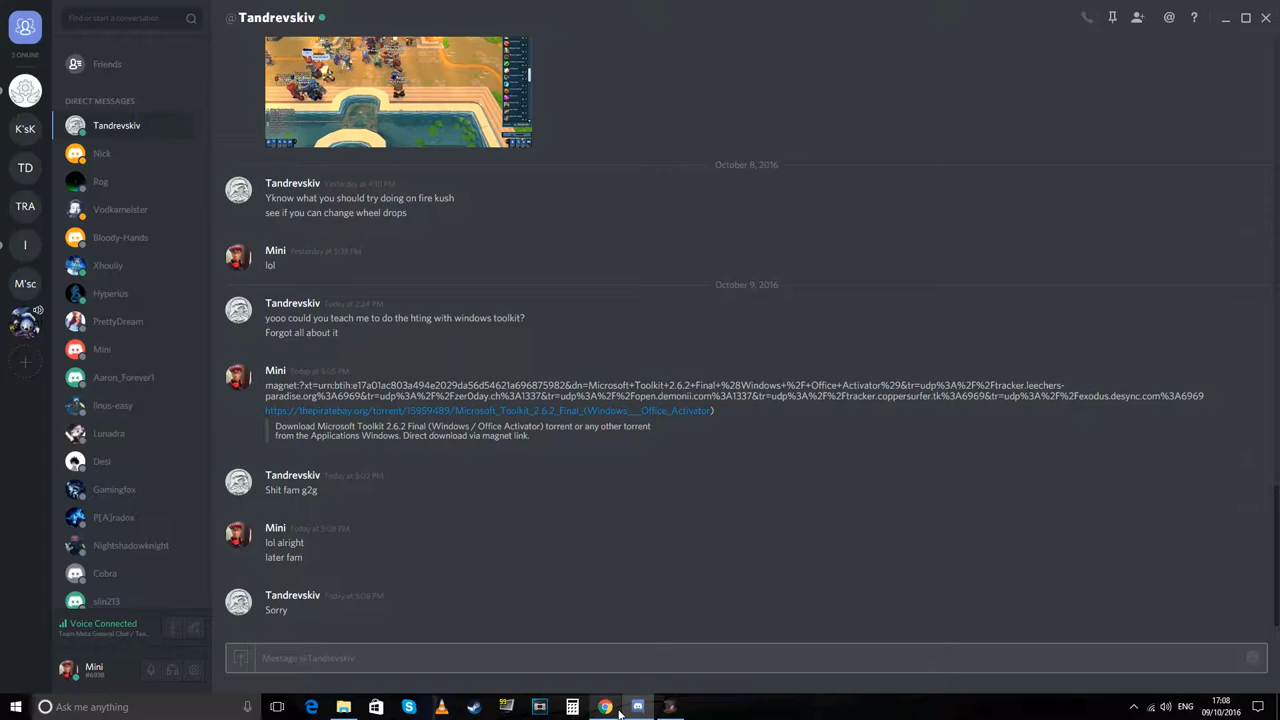 Find or start a conversation
@Tandrevskiv
Friends
DIRECT MESSAGES
Tandrevskiv
Nick
Rog
Vodkameister
Bloody-Hands
Xhouliy
Hyperius
PrettyDream
Mini
Aaron_Forever1
linus-easy
Lunadra
Desi
Gamingfox
P[A]radox
Nightshadowknight
Cobra
slin213
3 ONLINE
K'sK
TD
TRA
I
M'sc
October 8, 2016
Tandrevskiv Yesterday at 4:10 PM
Yknow what you should try doing on fire kush
see if you can change wheel drops
Mini Yesterday at 5:33 PM
lol
October 9, 2016
Tandrevskiv Today at 2:24 PM
yooo could you teach me to do the hting with windows toolkit?
Forgot all about it
Mini Today at 5:05 PM
magnet:?xt=urn:btih:e17a01ac803a494e2029da56d54621a696875982&dn=Microsoft+Toolkit+2.6.2+Final+%28Windows+%2F+Office+Activator%29&tr=udp%3A%2F%2Ftracker.leechers-
paradise.org%3A6969&tr=udp%3A%2F%2Fzer0day.ch%3A1337&tr=udp%3A%2F%2Fopen.demonii.com%3A1337&tr=udp%3A%2F%2Ftracker.coppersurfer.tk%3A6969&tr=udp%3A%2F%2Fexodus.desync.com%3A6969
https://thepiratebay.org/torrent/15959489/Microsoft_Toolkit_2.6.2_Final_(Windows___Office_Activator)
Download Microsoft Toolkit 2.6.2 Final (Windows / Office Activator) torrent or any other torrent
from the Applications Windows. Direct download via magnet link.
Tandrevskiv Today at 5:07 PM
Shit fam g2g
Mini Today at 5:08 PM
lol alright
later fam
Tandrevskiv Today at 5:08 PM
Sorry
Message @Tandrevskiv
Voice Connected
Team Meta General Chat / Tea...
Mini
#6918
Ask me anything
17:08
09/10/2016